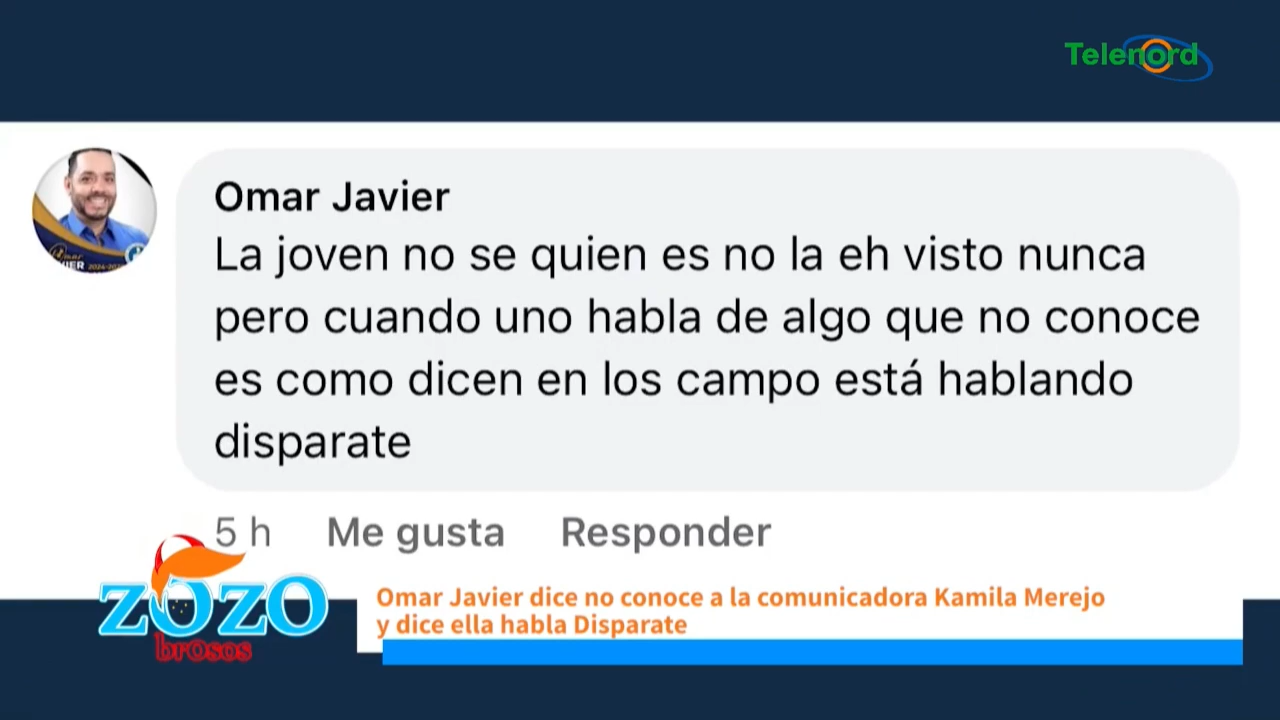 Telenord
Omar Javier
La joven no se quien es no la eh visto nunca
pero cuando uno habla de algo que no conoce
es como dicen en los campo está hablando
disparate
5 h Me gusta Responder
zozo
brosos
Omar Javier dice no conoce a la comunicadora Kamila Merejo
y dice ella habla Disparate